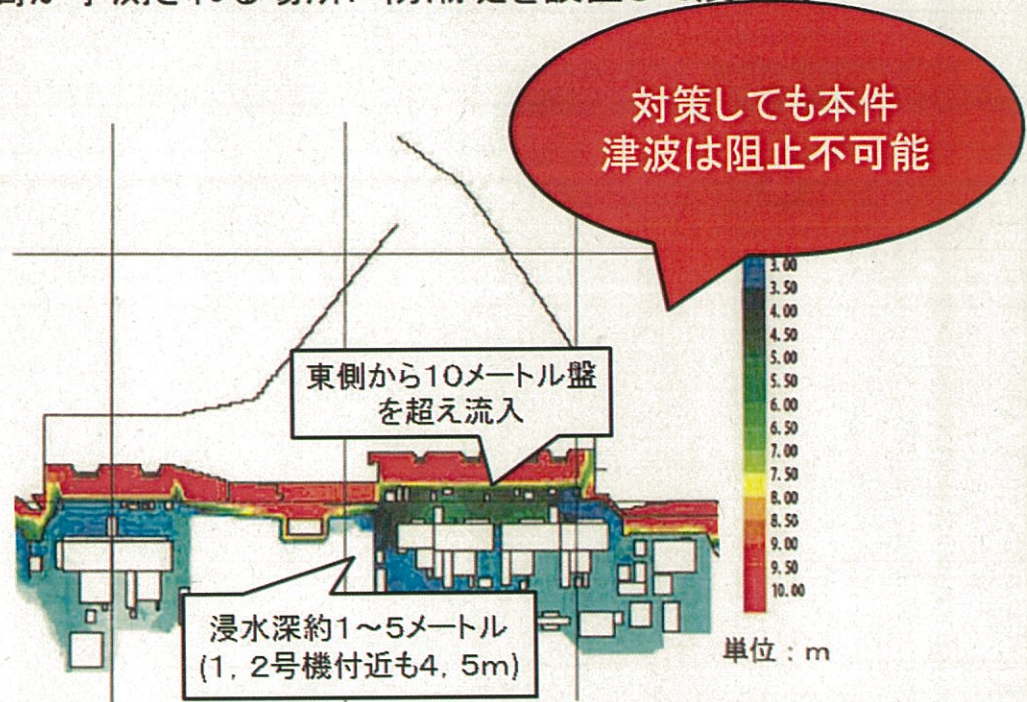 対策しても本件
津波は阻止不可能
東側から10メートル盤
を超え流入
浸水深約1～5メートル
(1，2号機付近も4，5m)
3.00
3.50
4.00
4.50
5.00
5.50
6.00
6.50
7.00
7.50
8.00
8.50
9.00
9.50
10.00
単位：m